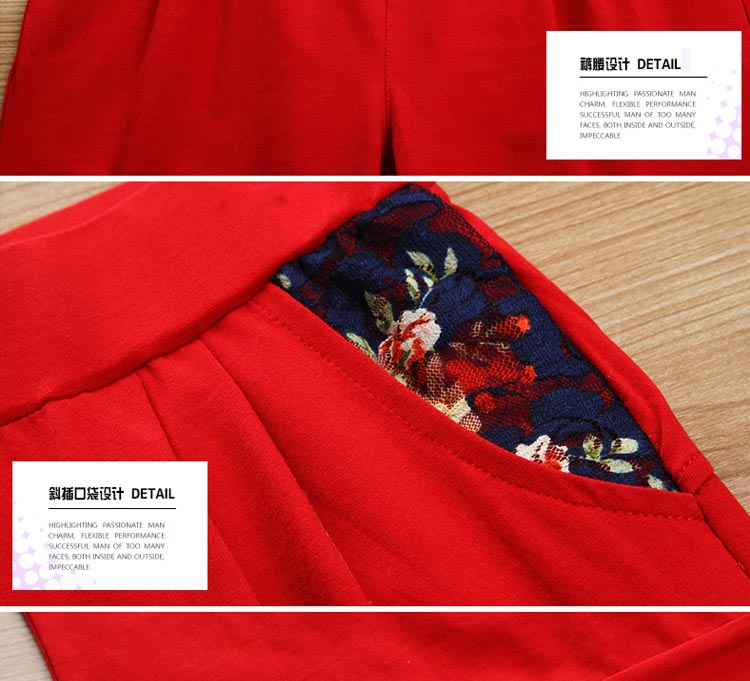 裤腰设计 DETAIL
HIGHLIGHTING PASSIONATE MAN
CHARM, FLEXIBLE PERFORMANCE
SUCCESSFUL MAN OF TOO MANY
FACES, BOTH INSIDE AND OUTSIDE,
IMPECCABLE.
斜插口袋设计 DETAIL
HIGHLIGHTING PASSIONATE MAN
CHARM, FLEXIBLE PERFORMANCE
SUCCESSFUL MAN OF TOO MANY
FACES, BOTH INSIDE AND OUTSIDE,
IMPECCABLE.